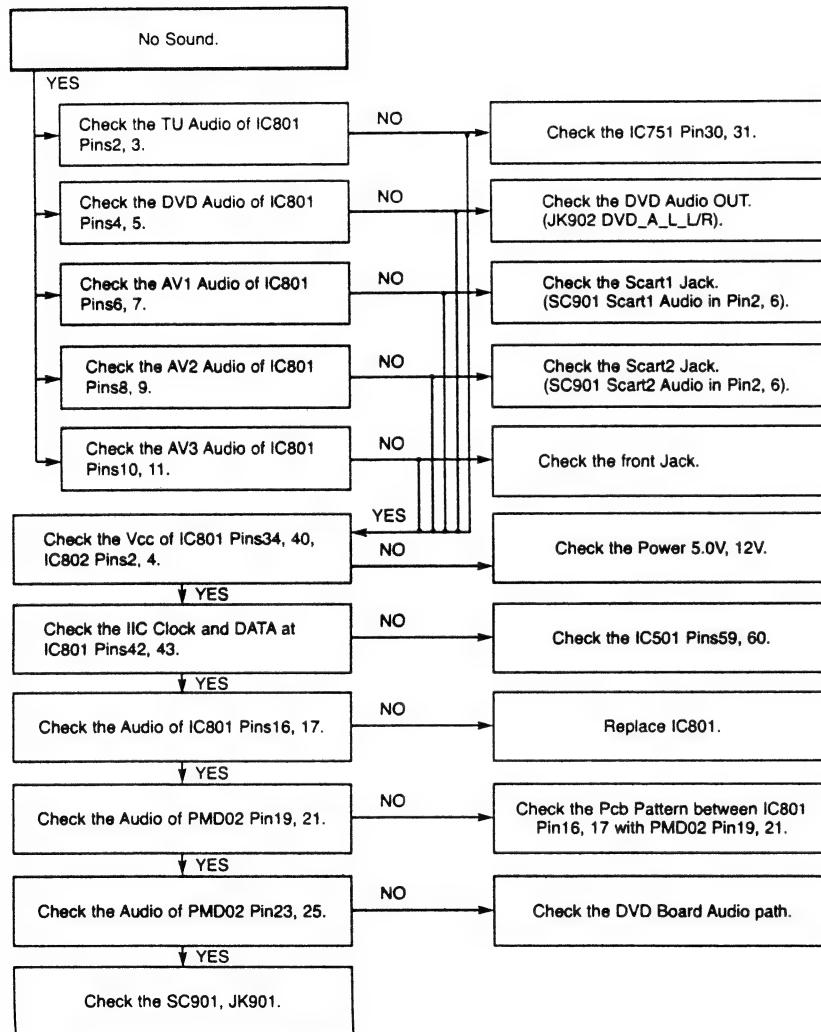 No Sound.
YES
Check the TU Audio of IC801
Pins2, 3.
NO
Check the IC751 Pin30, 31.
Check the DVD Audio of IC801
Pins4, 5.
NO
Check the DVD Audio OUT.
(JK902 DVD_A_L_L/R).
Check the AV1 Audio of IC801
Pins6, 7.
NO
Check the Scart1 Jack.
(SC901 Scart1 Audio in Pin2, 6).
Check the AV2 Audio of IC801
Pins8, 9.
NO
Check the Scart2 Jack.
(SC901 Scart2 Audio in Pin2, 6).
Check the AV3 Audio of IC801
Pins10, 11.
NO
Check the front Jack.
YES
Check the Vcc of IC801 Pins34, 40,
IC802 Pins2, 4.
NO
Check the Power 5.0V, 12V.
YES
Check the IIC Clock and DATA at
IC801 Pins42, 43.
NO
Check the IC501 Pins59, 60.
YES
Check the Audio of IC801 Pins16, 17.
NO
Replace IC801.
YES
Check the Audio of PMD02 Pin19, 21.
NO
Check the Pcb Pattern between IC801
Pin16, 17 with PMD02 Pin19, 21.
YES
Check the Audio of PMD02 Pin23, 25.
NO
Check the DVD Board Audio path.
YES
Check the SC901, JK901.